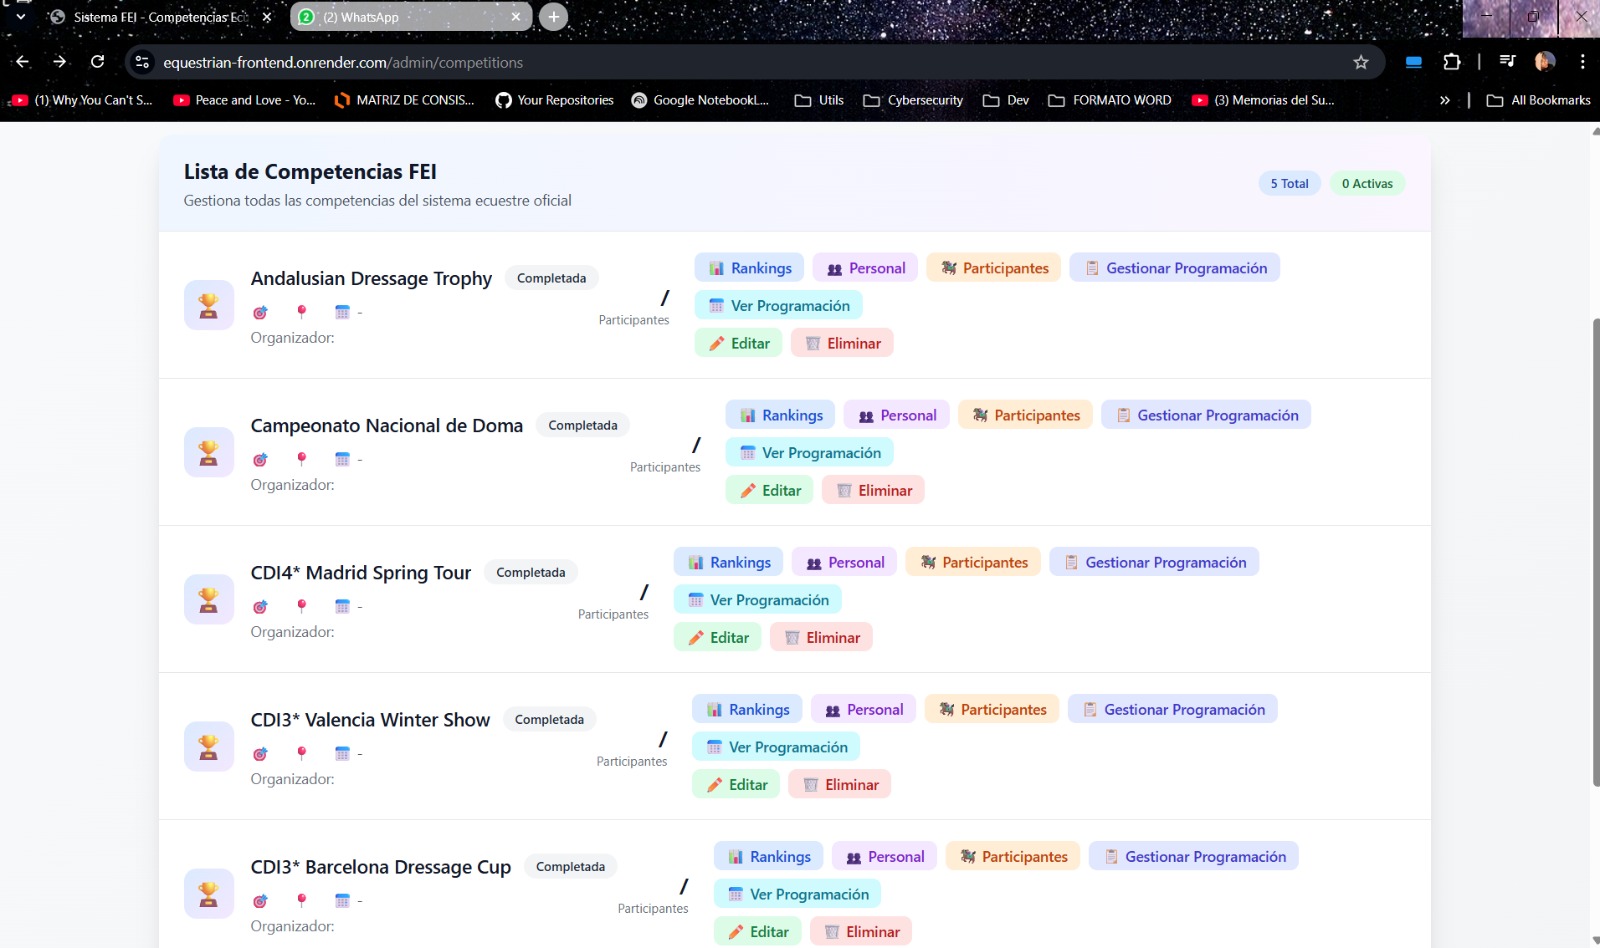 Sistema FEI - Competencias Ec
2 (2) WhatsApp
equestrian-frontend.onrender.com/admin/competitions
(1) Why You Can't S... Peace and Love - Yo... MATRIZ DE CONSIS... Your Repositories Google NotebookL... Utils Cybersecurity Dev FORMATO WORD (3) Memorias del Su... » All Bookmarks
Lista de Competencias FEI
Gestiona todas las competencias del sistema ecuestre oficial
5 Total 0 Activas
Andalusian Dressage Trophy Completada
-
Organizador:
/
Participantes
Rankings Personal Participantes Gestionar Programación
Ver Programación
Editar Eliminar
Campeonato Nacional de Doma Completada
-
Organizador:
/
Participantes
Rankings Personal Participantes Gestionar Programación
Ver Programación
Editar Eliminar
CDI4* Madrid Spring Tour Completada
-
Organizador:
/
Participantes
Rankings Personal Participantes Gestionar Programación
Ver Programación
Editar Eliminar
CDI3* Valencia Winter Show Completada
-
Organizador:
/
Participantes
Rankings Personal Participantes Gestionar Programación
Ver Programación
Editar Eliminar
CDI3* Barcelona Dressage Cup Completada
-
Organizador:
/
Participantes
Rankings Personal Participantes Gestionar Programación
Ver Programación
Editar Eliminar